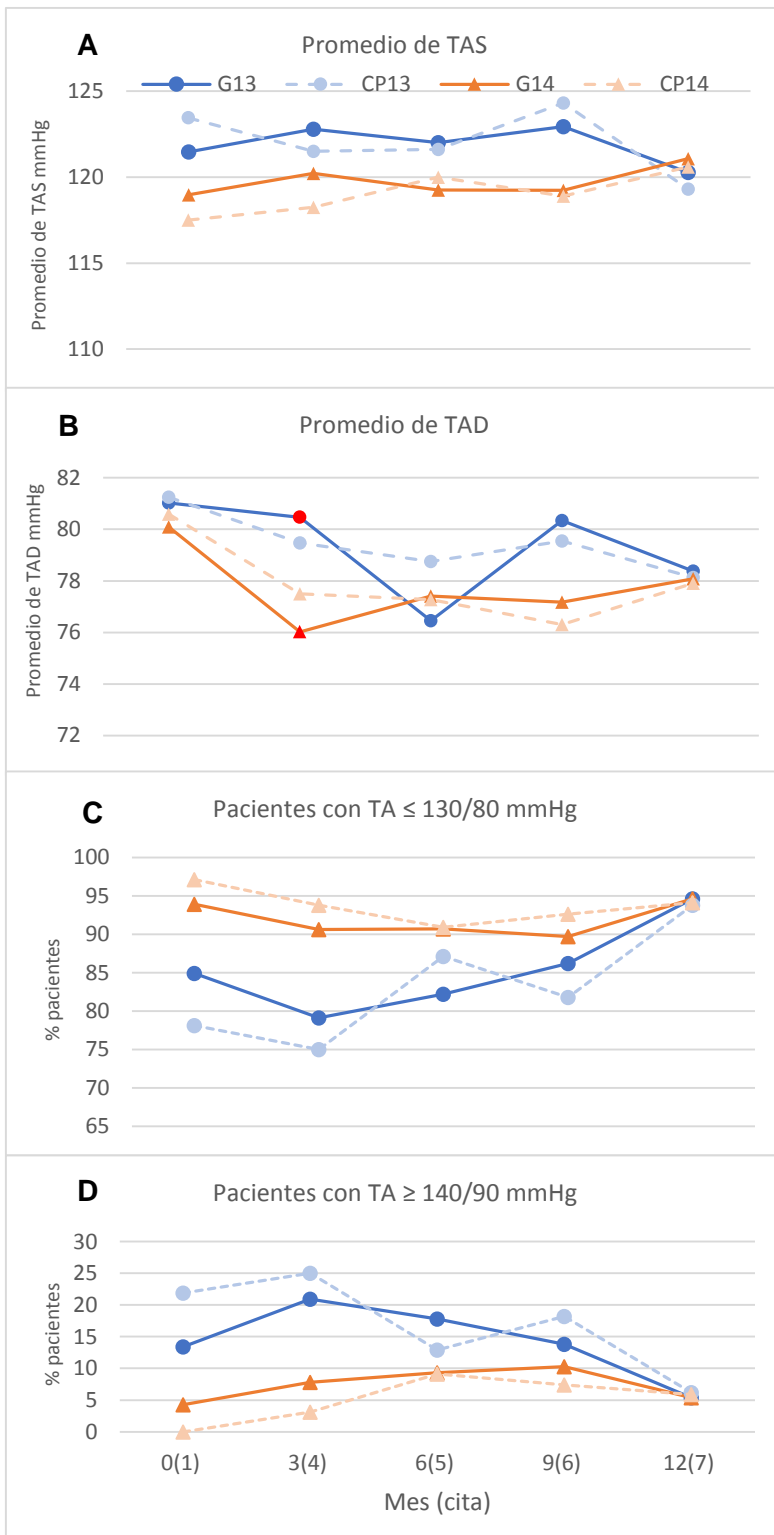 A Promedio de TAS
G13 CP13 G14 CP14
Promedio de TAS mmHg
125
120
115
110
B Promedio de TAD
Promedio de TAD mmHg
82
80
78
76
74
72
C Pacientes con TA ≤ 130/80 mmHg
% pacientes
100
95
90
85
80
75
70
65
D Pacientes con TA ≥ 140/90 mmHg
% pacientes
30
25
20
15
10
5
0
0(1) 3(4) 6(5) 9(6) 12(7)
Mes (cita)